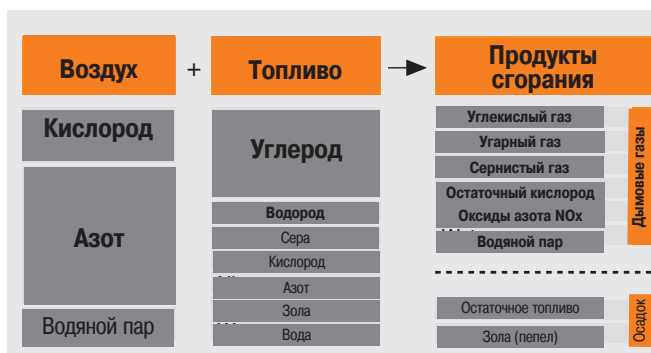 Воздух + Топливо
Продукты
сгорания
Кислород
Азот
Водяной пар
Углерод
Водород
Сера
Кислород
Азот
Зола
Вода
Углекислый газ
Угарный газ
Сернистый газ
Остаточный кислород
Оксиды азота NOx
Водяной пар
Дымовые газы
Остаточное топливо
Зола (пепел)
Осадок